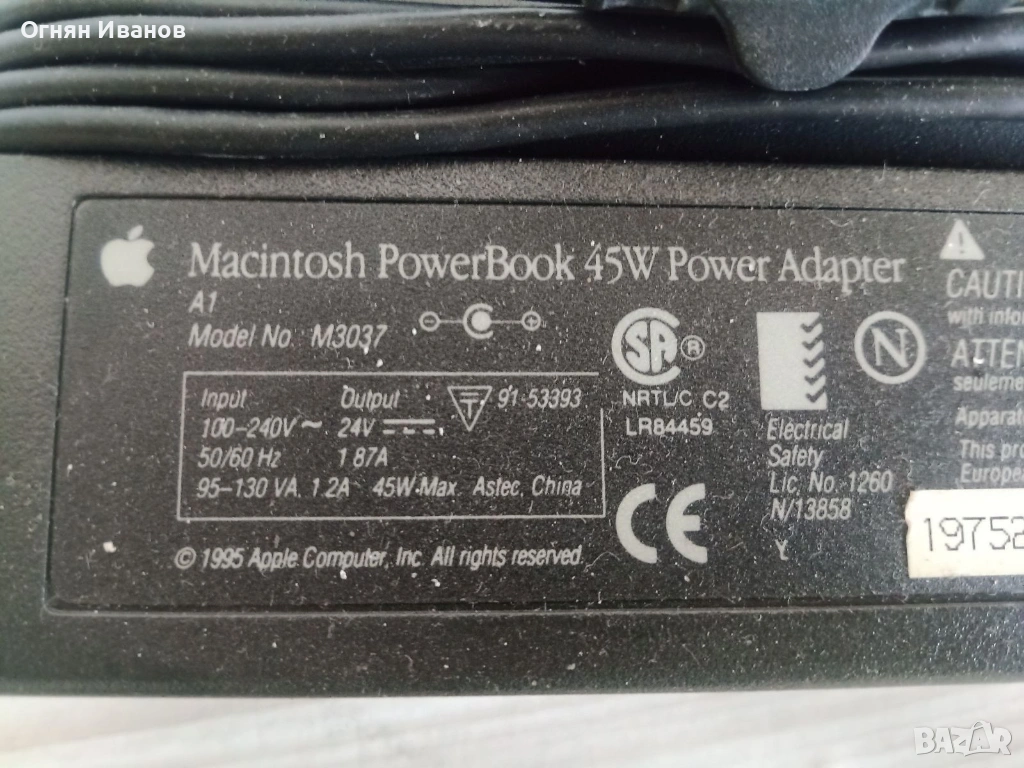 Огнян Иванов
Macintosh PowerBook 45W Power Adapter
A1
Model No. M3037
Input Output 91-53393
100-240V ~ 24V
50/60 Hz 1.87A
95-130 VA, 1.2A 45W Max. Astec, China
© 1995 Apple Computer, Inc. All rights reserved.
SA ®
NRTL/C C2
LR84459
CE
N
Electrical
Safety
Lic. No. 1260
N/13858
Y
CAUTI
with infor
ATTEN
seuleme
Apparat
This pro
Europe
19752
BAZAR